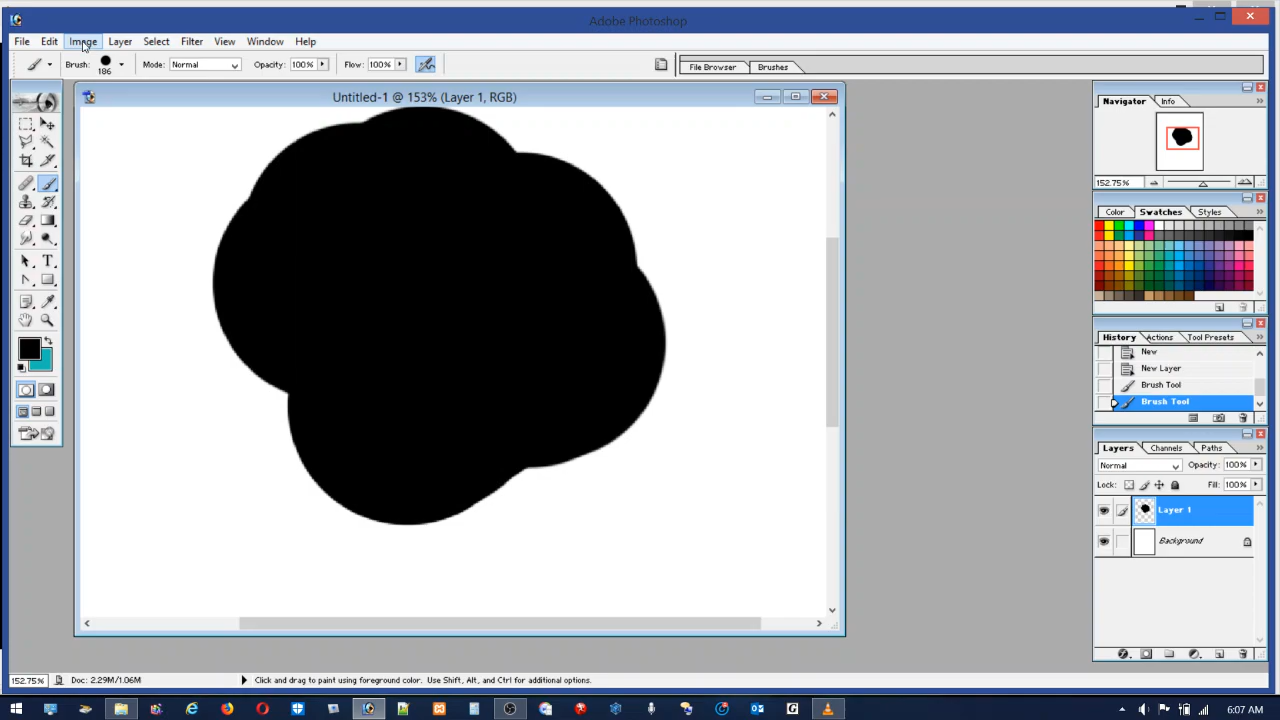 Adobe Photoshop
File Edit Image Layer Select Filter View Window Help
Brush: 186 Mode: Normal Opacity: 100% Flow: 100% File Browser Brushes
Untitled-1 @ 153% (Layer 1, RGB)
Navigator Info
152.75%
Color Swatches Styles
History Actions Tool Presets
New
New Layer
Brush Tool
Brush Tool
Layers Channels Paths
Normal Opacity: 100%
Lock: Fill: 100%
Layer 1
Background
152.75% Doc: 2.29M/1.06M Click and drag to paint using foreground color. Use Shift, Alt, and Ctrl for additional options.
6:07 AM